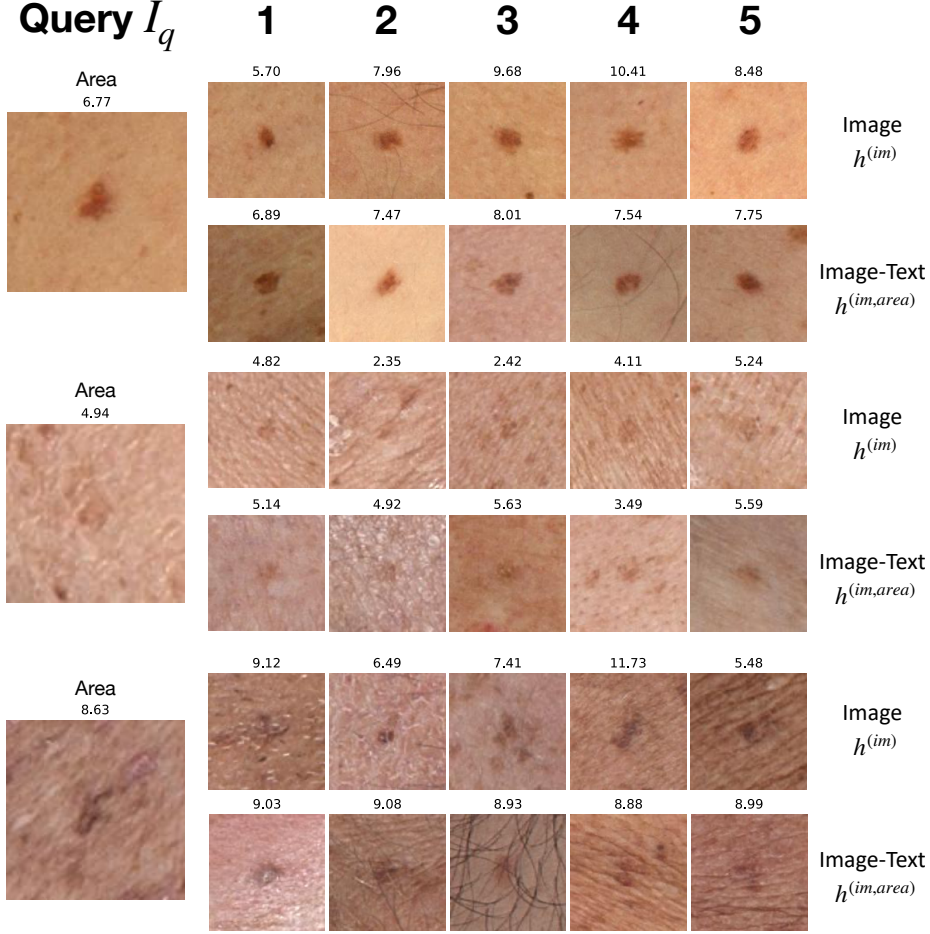 Query I_q 1 2 3 4 5
Area
6.77
5.70 7.96 9.68 10.41 8.48
Image
h^(im)
6.89 7.47 8.01 7.54 7.75
Image-Text
h^(im,area)
Area
4.94
4.82 2.35 2.42 4.11 5.24
Image
h^(im)
5.14 4.92 5.63 3.49 5.59
Image-Text
h^(im,area)
Area
8.63
9.12 6.49 7.41 11.73 5.48
Image
h^(im)
9.03 9.08 8.93 8.88 8.99
Image-Text
h^(im,area)